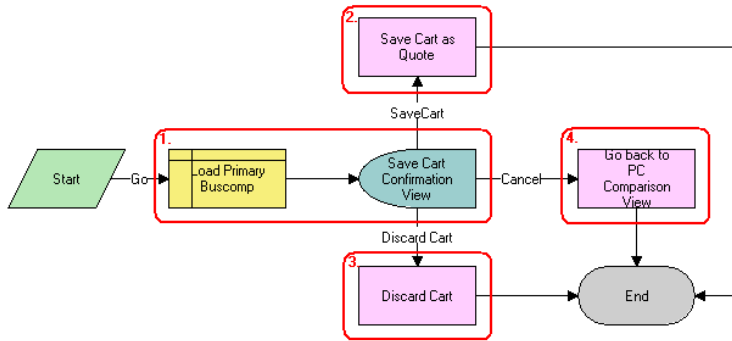 2.
Save Cart as
Quote
SaveCart
1.
Start
Go
Load Primary
Buscomp
Save Cart
Confirmation
View
Cancel
4.
Go back to
PC
Comparison
View
Discard Cart
3.
Discard Cart
End